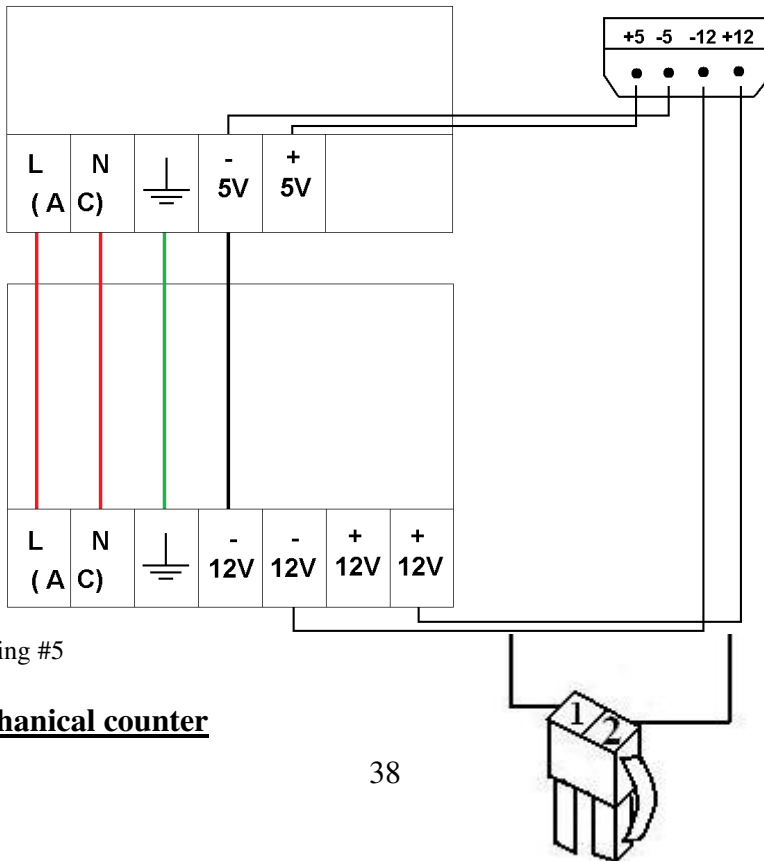 +5 -5 -12 +12
L N - +
( A C) 5V 5V
L N - - + +
( A C) 12V 12V 12V 12V
ing #5
1 2
hanical counter
38